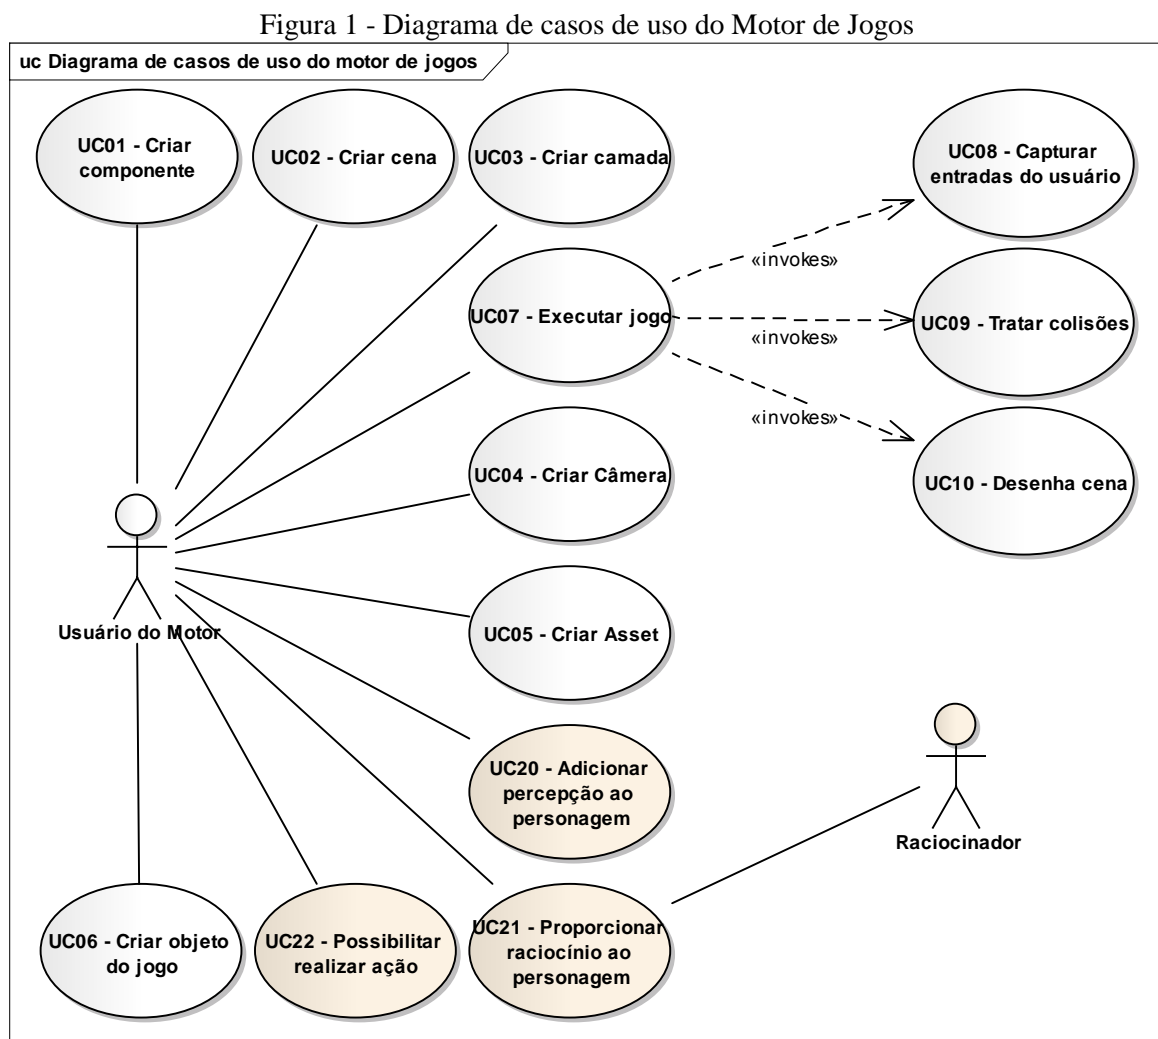 Figura 1 - Diagrama de casos de uso do Motor de Jogos
uc Diagrama de casos de uso do motor de jogos
UC01 - Criar
componente
UC02 - Criar cena
UC03 - Criar camada
UC08 - Capturar
entradas do usuário
«invokes»
UC07 - Executar jogo
UC09 - Tratar colisões
«invokes»
«invokes»
UC04 - Criar Câmera
UC10 - Desenha cena
Usuário do Motor
UC05 - Criar Asset
UC20 - Adicionar
percepção ao
personagem
Raciocinador
UC06 - Criar objeto
do jogo
UC22 - Possibilitar
realizar ação
UC21 - Proporcionar
raciocínio ao
personagem